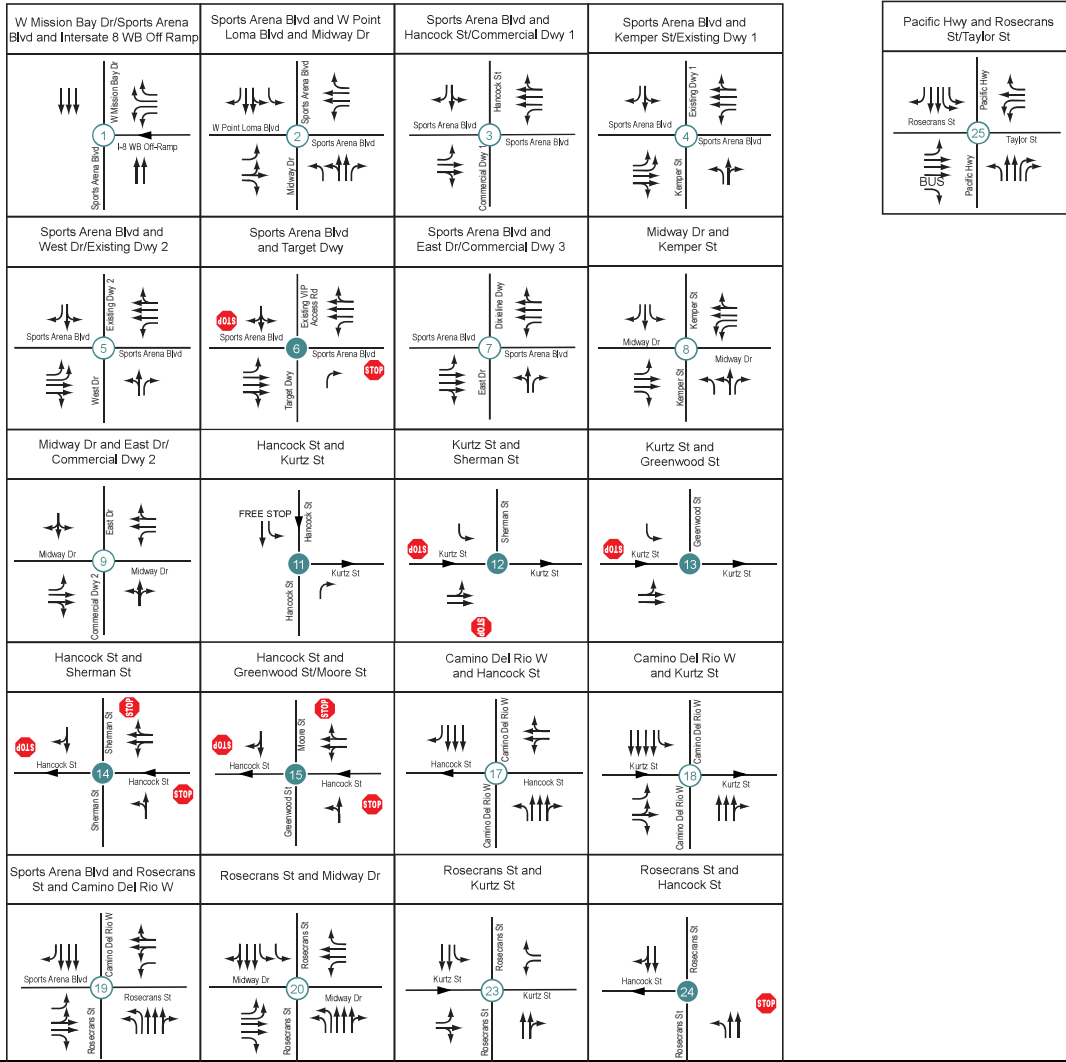 W Mission Bay Dr/Sports Arena
Blvd and Intersate 8 WB Off Ramp
W Mission Bay Dr
1
I-8 WB Off-Ramp
Sports Arena Blvd
Sports Arena Blvd and W Point
Loma Blvd and Midway Dr
Sports Arena Blvd
W Point Loma Blvd
2
Sports Arena Blvd
Midway Dr
Sports Arena Blvd and
Hancock St/Commercial Dwy 1
Hancock St
Sports Arena Blvd
3
Sports Arena Blvd
Commercial Dwy 1
Sports Arena Blvd and
Kemper St/Existing Dwy 1
Existing Dwy 1
Sports Arena Blvd
4
Sports Arena Blvd
Kemper St
Pacific Hwy and Rosecrans
St/Taylor St
Pacific Hwy
Rosecrans St
25
Taylor St
BUS
Pacific Hwy
Sports Arena Blvd and
West Dr/Existing Dwy 2
Existing Dwy 2
Sports Arena Blvd
5
Sports Arena Blvd
West Dr
Sports Arena Blvd
and Target Dwy
Existing VIP
Access Rd
STOP
Sports Arena Blvd
6
Sports Arena Blvd
STOP
Target Dwy
Sports Arena Blvd and
East Dr/Commercial Dwy 3
Dixieline Dwy
Sports Arena Blvd
7
Sports Arena Blvd
East Dr
Midway Dr and
Kemper St
Kemper St
Midway Dr
8
Midway Dr
Kemper St
Midway Dr and East Dr/
Commercial Dwy 2
East Dr
Midway Dr
9
Midway Dr
Commercial Dwy 2
Hancock St and
Kurtz St
FREE STOP
Hancock St
11
Kurtz St
Hancock St
Kurtz St and
Sherman St
Sherman St
STOP
Kurtz St
12
Kurtz St
STOP
Kurtz St and
Greenwood St
Greenwood St
STOP
Kurtz St
13
Kurtz St
Hancock St and
Sherman St
STOP
Sherman St
STOP
Hancock St
14
Hancock St
STOP
Sherman St
Hancock St and
Greenwood St/Moore St
STOP
Moore St
STOP
Hancock St
15
Hancock St
STOP
Greenwood St
Camino Del Rio W
and Hancock St
Camino Del Rio W
Hancock St
17
Hancock St
Camino Del Rio W
Camino Del Rio W
and Kurtz St
Camino Del Rio W
Kurtz St
18
Kurtz St
Camino Del Rio W
Sports Arena Blvd and Rosecrans
St and Camino Del Rio W
Camino Del Rio W
Sports Arena Blvd
19
Rosecrans St
Rosecrans St
Rosecrans St and Midway Dr
Rosecrans St
Midway Dr
20
Midway Dr
Rosecrans St
Rosecrans St and
Kurtz St
Rosecrans St
Kurtz St
23
Kurtz St
Rosecrans St
Rosecrans St and
Hancock St
Rosecrans St
Hancock St
24
STOP
Rosecrans St